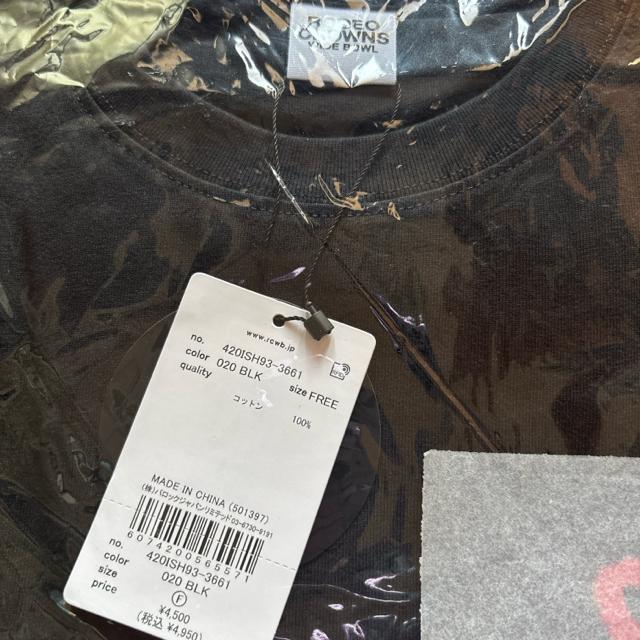 RODEO
CROWNS
WIDE BOWL
www.rcwb.jp
no. 420ISH93-3661
color 020 BLK size FREE
quality
コットン 100%
MADE IN CHINA (501397)
(株)バロックジャパンリミテッド03-6730-9191
607420056557
no. 420ISH93-3661
color 020 BLK
size F
price ¥4,500
(税込 ¥4,950)